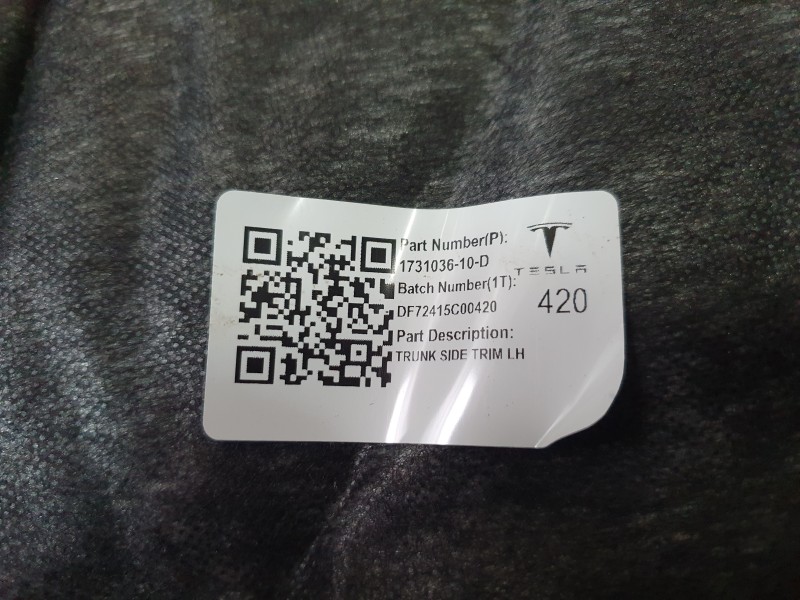 Part Number(P):
1731036-10-D
TESLA
Batch Number(1T):
DF72415C00420
420
Part Description:
TRUNK SIDE TRIM LH